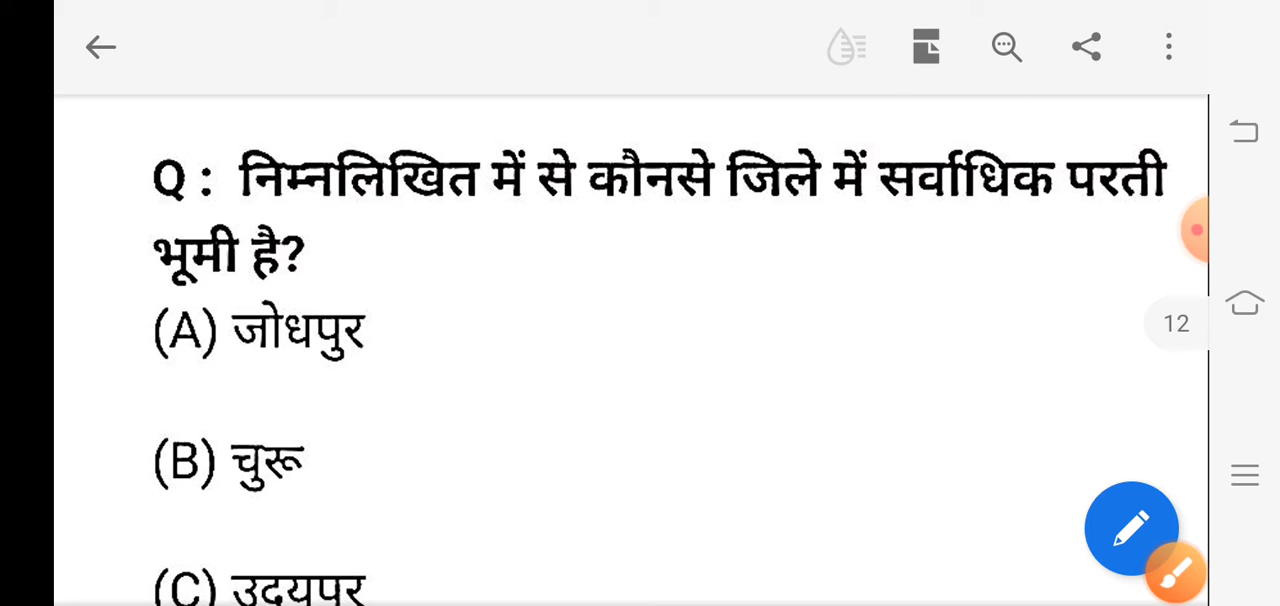 Q : निम्नलिखित में से कौनसे जिले में सर्वाधिक परती
भूमी है?
(A) जोधपुर
12
(B) चुरू
(C) उदयपुर